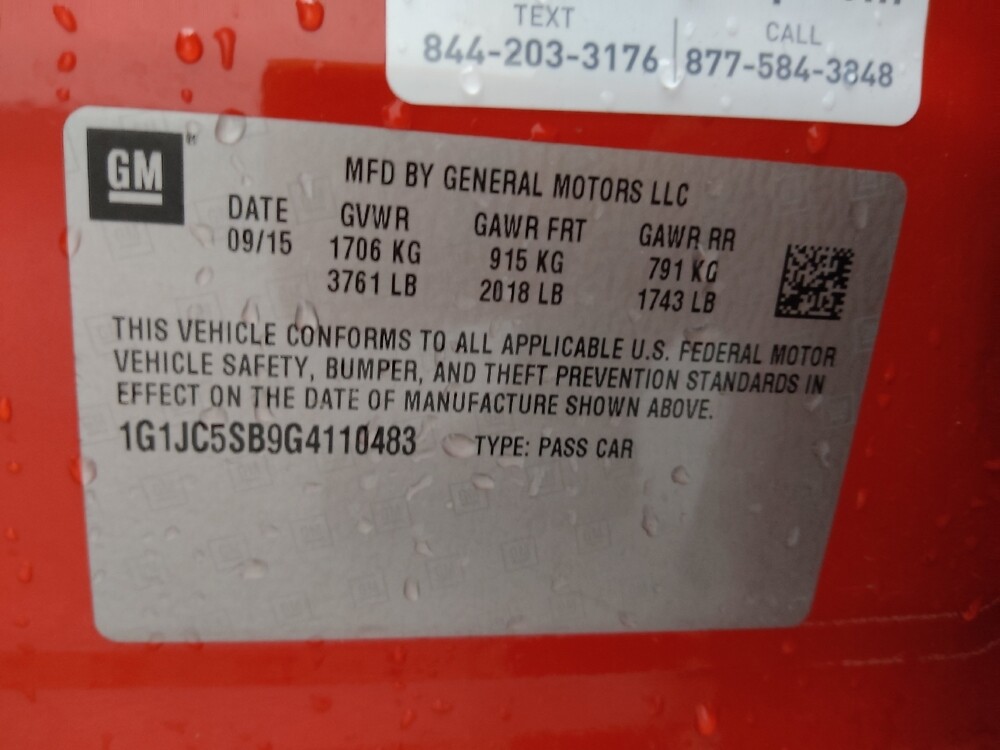 TEXT CALL
844-203-3176 877-584-3848
GM
MFD BY GENERAL MOTORS LLC
DATE GVWR GAWR FRT GAWR RR
09/15 1706 KG 915 KG 791 KG
3761 LB 2018 LB 1743 LB
THIS VEHICLE CONFORMS TO ALL APPLICABLE U.S. FEDERAL MOTOR
VEHICLE SAFETY, BUMPER, AND THEFT PREVENTION STANDARDS IN
EFFECT ON THE DATE OF MANUFACTURE SHOWN ABOVE.
1G1JC5SB9G4110483 TYPE: PASS CAR